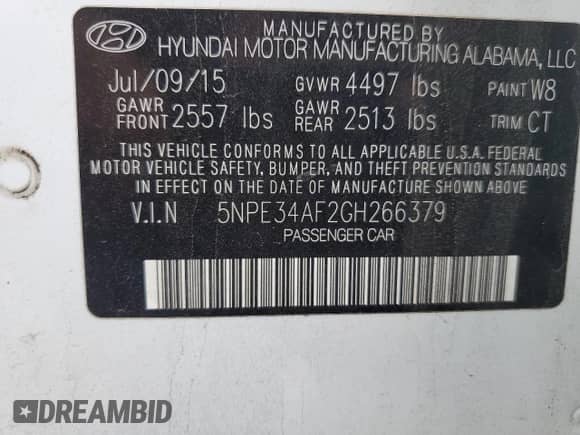 MANUFACTURED BY
HYUNDAI MOTOR MANUFACTURING ALABAMA, LLC
Jul/09/15 GVWR 4497 lbs PAINT W8
GAWR FRONT 2557 lbs GAWR REAR 2513 lbs TRIM CT
THIS VEHICLE CONFORMS TO ALL APPLICABLE U.S.A. FEDERAL
MOTOR VEHICLE SAFETY, BUMPER, AND THEFT PREVENTION STANDARDS
IN EFFECT ON THE DATE OF MANUFACTURE SHOWN ABOVE.
V.I.N 5NPE34AF2GH266379
PASSENGER CAR
DREAMBID